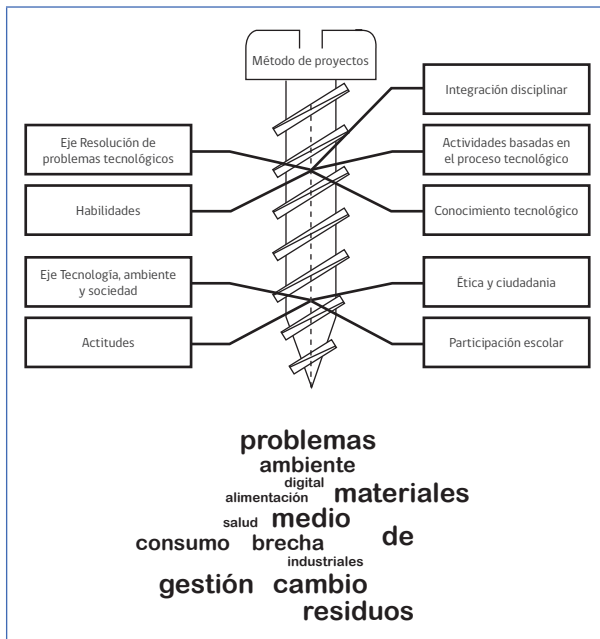 Método de proyectos
Eje Resolución de
problemas tecnológicos
Habilidades
Eje Tecnología, ambiente
y sociedad
Actitudes
Integración disciplinar
Actividades basadas en
el proceso tecnológico
Conocimiento tecnológico
Ética y ciudadania
Participación escolar
problemas
ambiente
digital
alimentación materiales
salud medio de
consumo brecha
industriales
gestión cambio
residuos